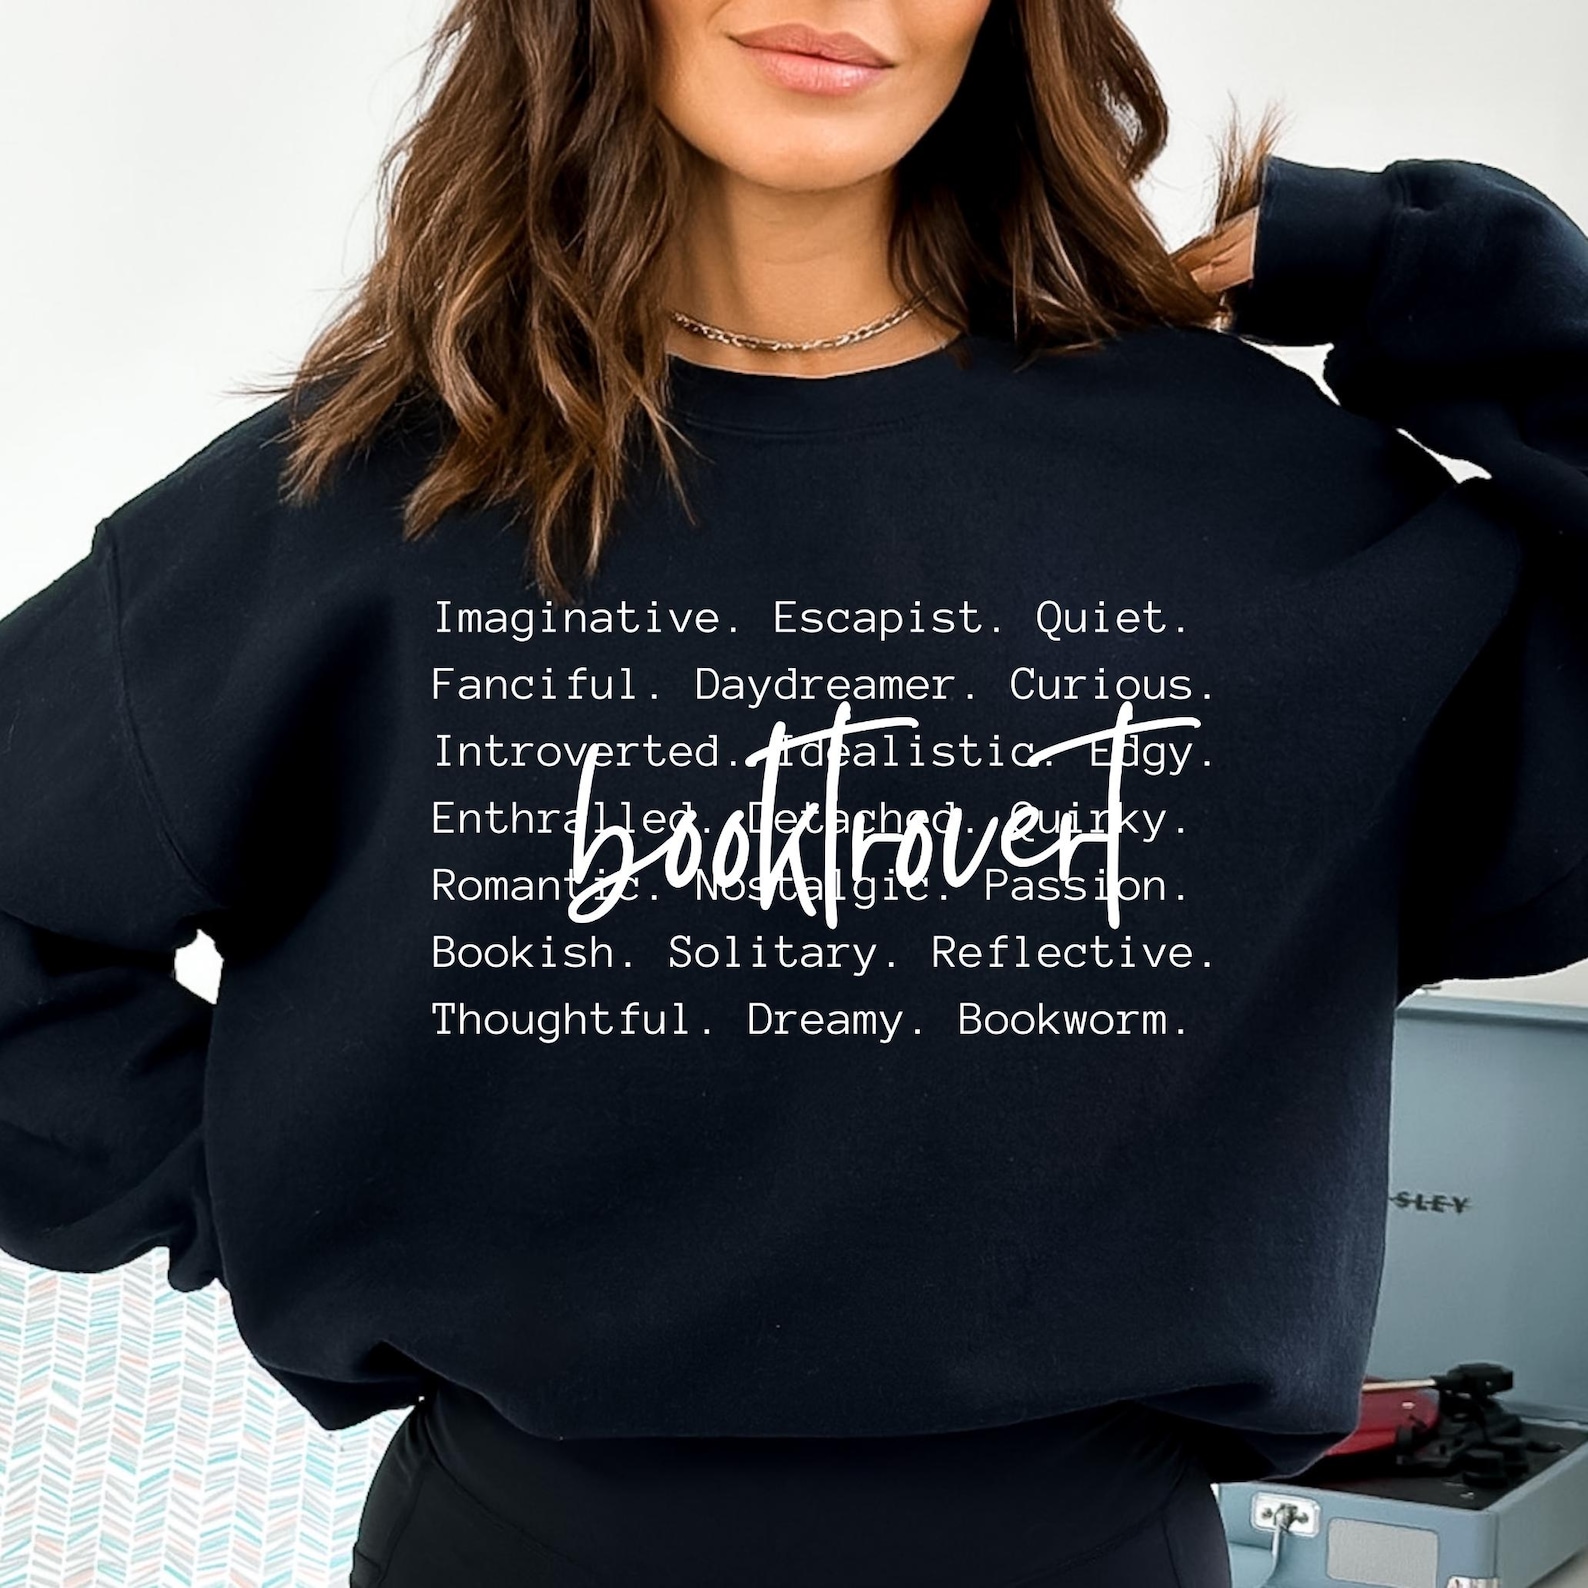 Imaginative. Escapist. Quiet.
Fanciful. Daydreamer. Curious.
Introverted. Idealistic. Edgy.
Enthralled. Detached. Quirky.
booktrovert
Romantic. Nostalgic. Passion.
Bookish. Solitary. Reflective.
Thoughtful. Dreamy. Bookworm.
SLEY